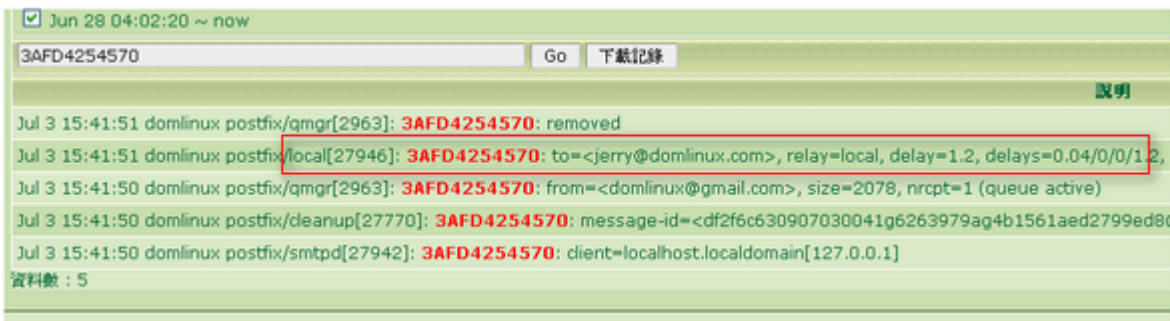 Jun 28 04:02:20 ~ now
3AFD4254570 Go 下載記錄
說明
Jul 3 15:41:51 domlinux postfix/qmgr[2963]: 3AFD4254570: removed
Jul 3 15:41:51 domlinux postfix/local[27946]: 3AFD4254570: to=<jerry@domlinux.com>, relay=local, delay=1.2, delays=0.04/0/0/1.2,
Jul 3 15:41:50 domlinux postfix/qmgr[2963]: 3AFD4254570: from=<domlinux@gmail.com>, size=2078, nrcpt=1 (queue active)
Jul 3 15:41:50 domlinux postfix/cleanup[27770]: 3AFD4254570: message-id=<df2f6c630907030041g6263979ag4b1561aed2799ed80
Jul 3 15:41:50 domlinux postfix/smtpd[27942]: 3AFD4254570: client=localhost.localdomain[127.0.0.1]
資料數：5